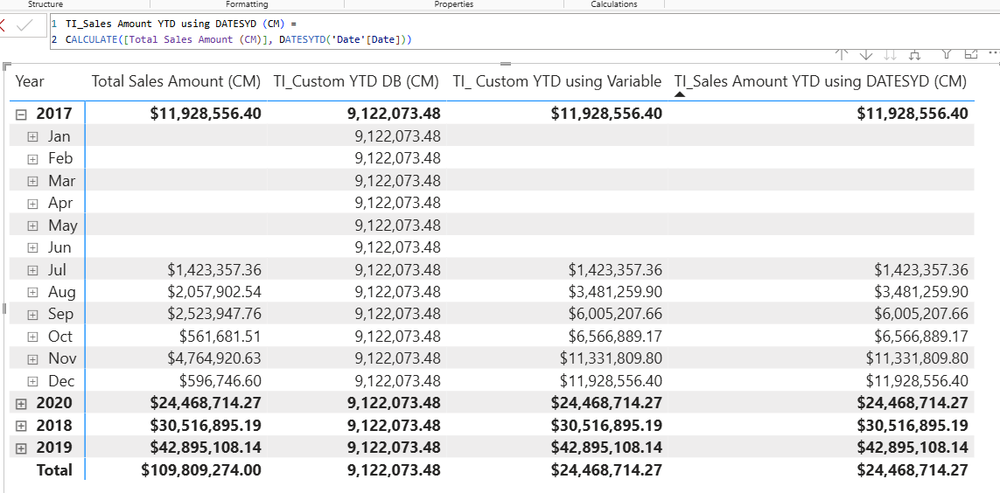 Structure Formatting Properties Calculations
1 TI_Sales Amount YTD using DATESYD (CM) =
2 CALCULATE([Total Sales Amount (CM)], DATESYTD('Date'[Date]))
Year Total Sales Amount (CM) TI_Custom YTD DB (CM) TI_ Custom YTD using Variable TI_Sales Amount YTD using DATESYD (CM)
2017 $11,928,556.40 9,122,073.48 $11,928,556.40 $11,928,556.40
Jan 9,122,073.48
Feb 9,122,073.48
Mar 9,122,073.48
Apr 9,122,073.48
May 9,122,073.48
Jun 9,122,073.48
Jul $1,423,357.36 9,122,073.48 $1,423,357.36 $1,423,357.36
Aug $2,057,902.54 9,122,073.48 $3,481,259.90 $3,481,259.90
Sep $2,523,947.76 9,122,073.48 $6,005,207.66 $6,005,207.66
Oct $561,681.51 9,122,073.48 $6,566,889.17 $6,566,889.17
Nov $4,764,920.63 9,122,073.48 $11,331,809.80 $11,331,809.80
Dec $596,746.60 9,122,073.48 $11,928,556.40 $11,928,556.40
2020 $24,468,714.27 9,122,073.48 $24,468,714.27 $24,468,714.27
2018 $30,516,895.19 9,122,073.48 $30,516,895.19 $30,516,895.19
2019 $42,895,108.14 9,122,073.48 $42,895,108.14 $42,895,108.14
Total $109,809,274.00 9,122,073.48 $24,468,714.27 $24,468,714.27